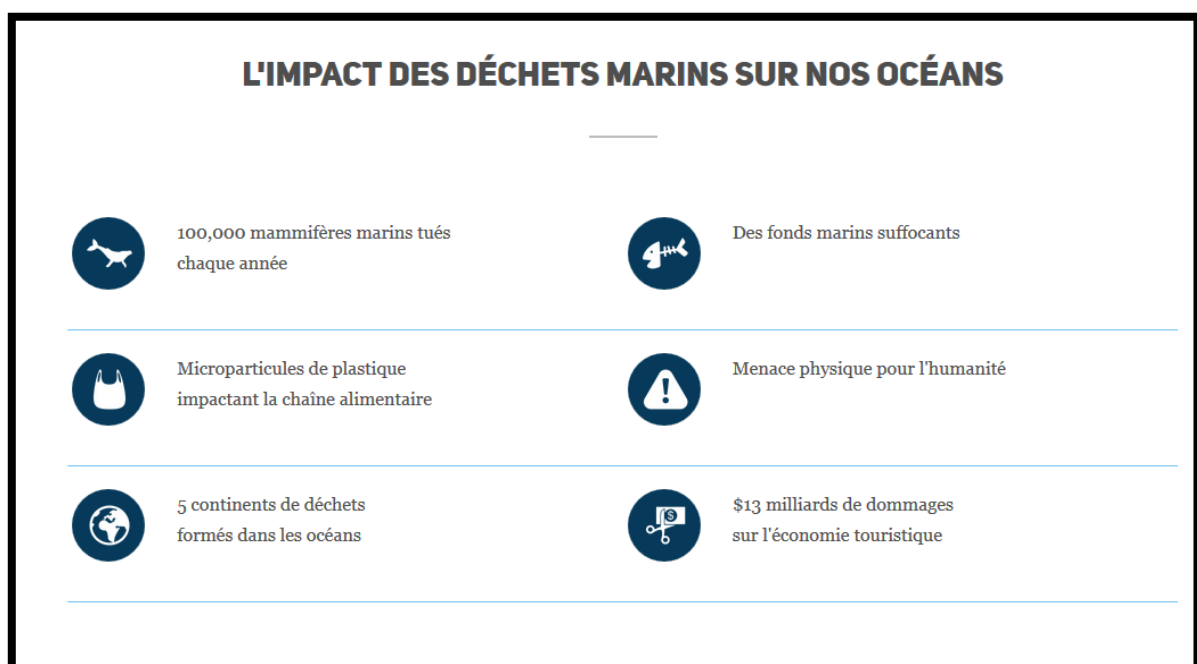 L'IMPACT DES DÉCHETS MARINS SUR NOS OCÉANS
100,000 mammifères marins tués
chaque année
Des fonds marins suffocants
Microparticules de plastique
impactant la chaîne alimentaire
Menace physique pour l'humanité
5 continents de déchets
formés dans les océans
$13 milliards de dommages
sur l'économie touristique